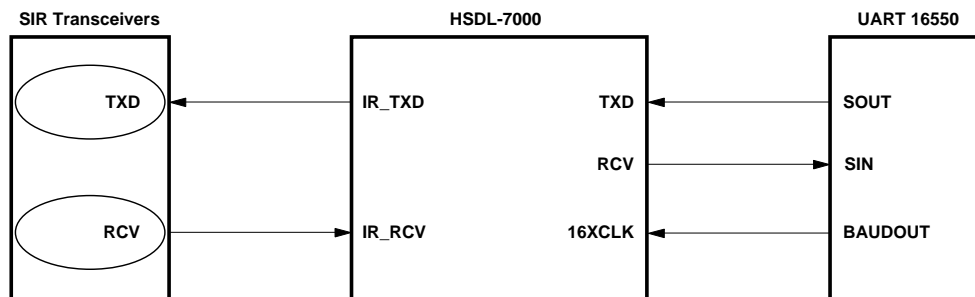 SIR Transceivers HSDL-7000 UART 16550
TXD IR_TXD TXD SOUT
RCV SIN
RCV IR_RCV 16XCLK BAUDOUT